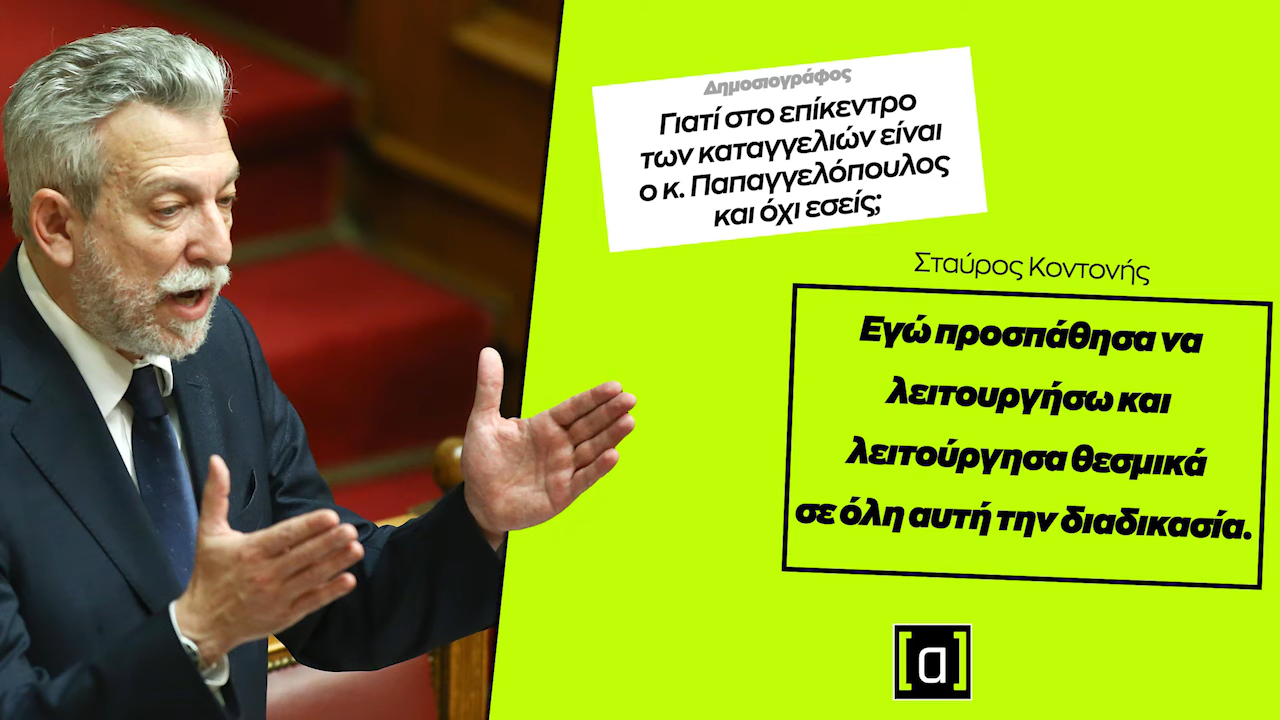 Δημοσιογράφος
Γιατί στο επίκεντρο
των καταγγελιών είναι
ο κ. Παπαγγελόπουλος
και όχι εσείς;
Σταύρος Κοντονής
Εγώ προσπάθησα να
λειτουργήσω και
λειτούργησα θεσμικά
σε όλη αυτή την διαδικασία.
[α]